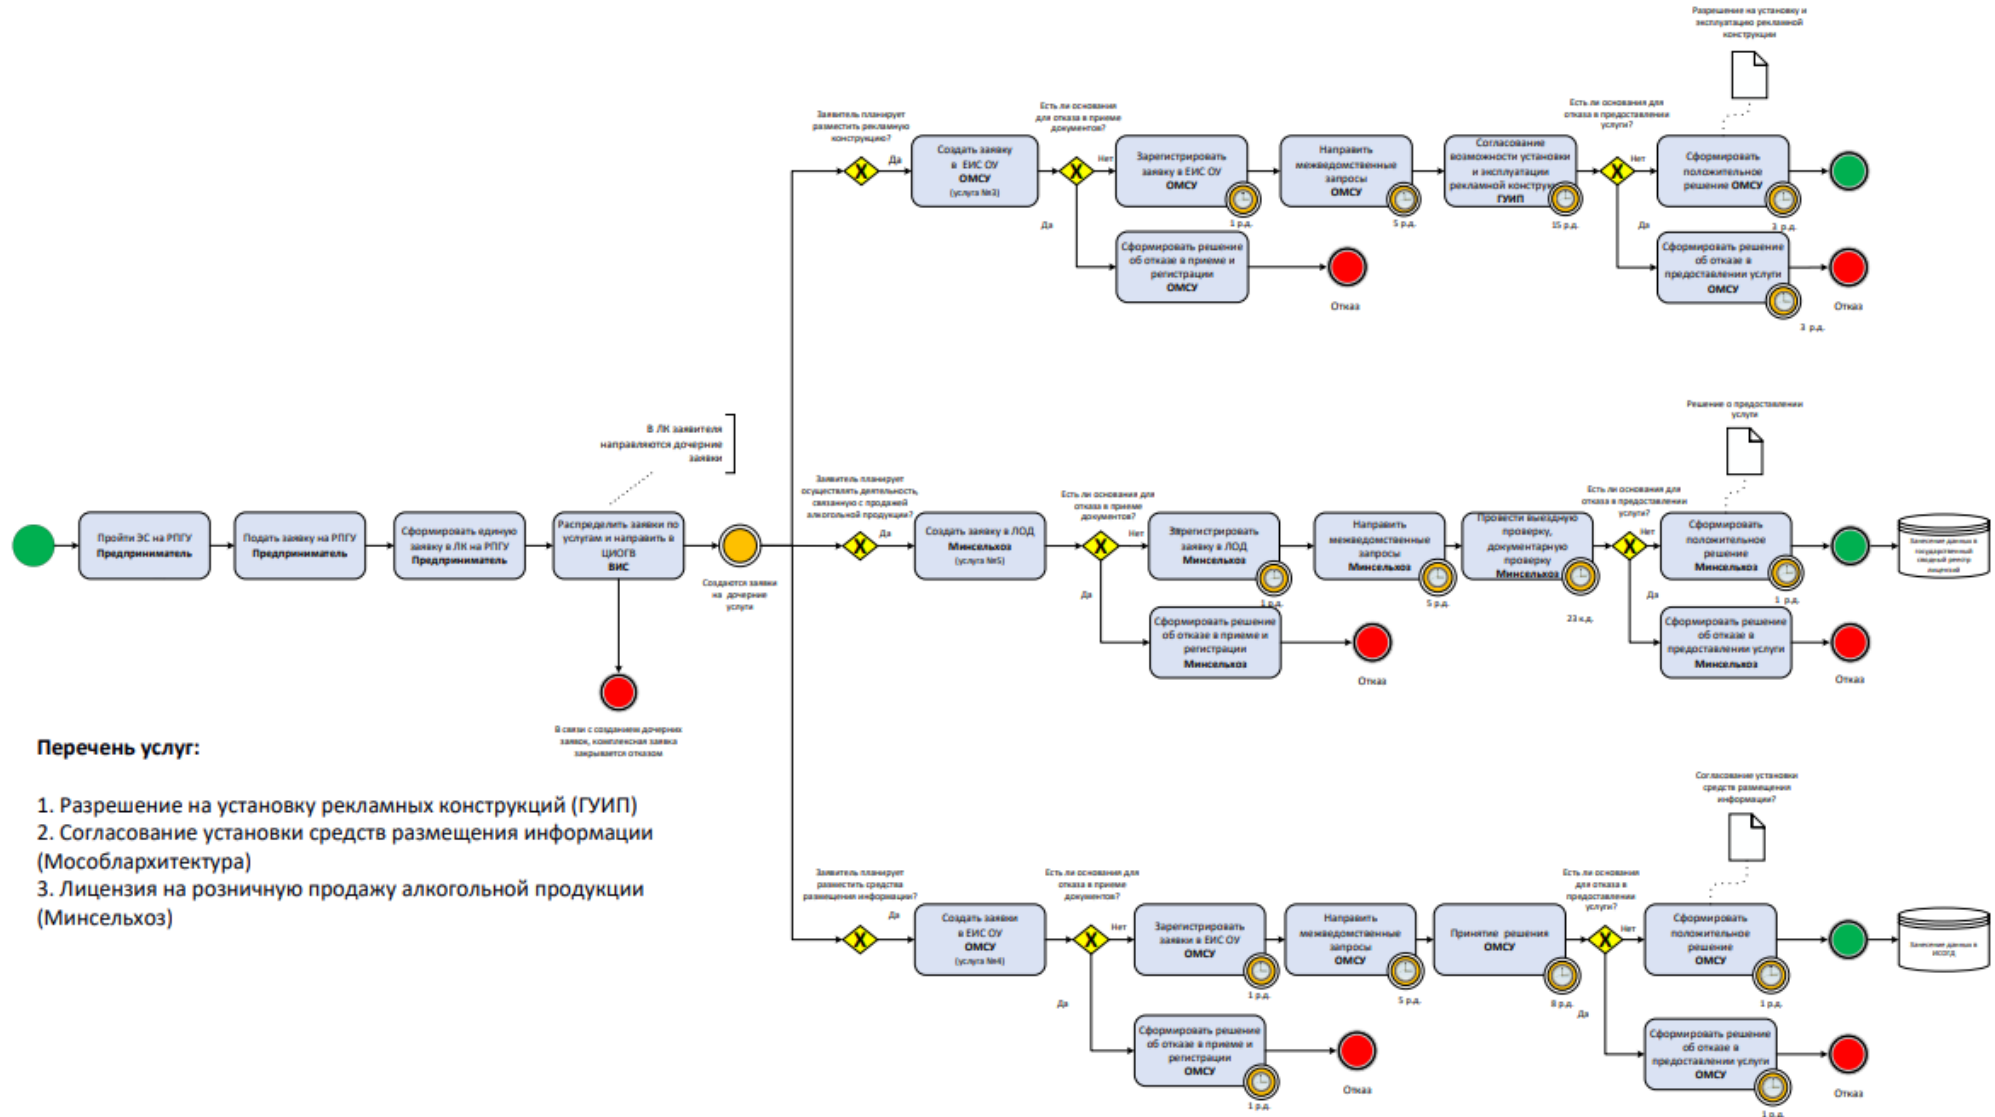 Разрешение на установку и
эксплуатацию рекламной
конструкции
Заявитель планирует
разместить рекламную
конструкцию?
Да
Создать заявку
в ЕИС ОУ
ОМСУ
(услуга №3)
Есть ли основания
для отказа в приеме
документов?
Нет
Да
Зарегистрировать
заявку в ЕИС ОУ
ОМСУ
1 р.д.
Направить
межведомственные
запросы
ОМСУ
5 р.д.
Согласование
возможности установки
и эксплуатации
рекламной конструк
ГУИП
15 р.д.
Есть ли основания для
отказа в предоставлении
услуги?
Нет
Да
Сформировать
положительное
решение ОМСУ
3 р.д.
Сформировать решение
об отказе в приеме и
регистрации
ОМСУ
Отказ
Сформировать решение
об отказе в
предоставлении услуги
ОМСУ
3 р.д.
Отказ
В ЛК заявителя
направляются дочерние
заявки
Пройти ЭС на РПГУ
Предприниматель
Подать заявку на РПГУ
Предприниматель
Сформировать единую
заявку в ЛК на РПГУ
Предприниматель
Распределить заявки по
услугам и направить в
ЦИОГВ
ВИС
Создаются заявки
на дочерние
услуги
В связи с созданием дочерних
заявок, комплексная заявка
закрывается отказом
Решение о предоставлении
услуги
Заявитель планирует
осуществлять деятельность,
связанную с продажей
алкогольной продукции?
Да
Создать заявку в ЛОД
Минсельхоз
(услуга №5)
Есть ли основания для
отказа в приеме
документов?
Нет
Да
Зарегистрировать
заявку в ЛОД
Минсельхоз
1 р.д.
Направить
межведомственные
запросы
Минсельхоз
5 р.д.
Провести выездную
проверку,
документарную
проверку
Минсельхоз
23 к.д.
Есть ли основания для
отказа в предоставлении
услуги?
Нет
Да
Сформировать
положительное
решение
Минсельхоз
1 р.д.
Занесение данных в
государственный
сводный реестр
лицензий
Сформировать решение
об отказе в приеме и
регистрации
Минсельхоз
Отказ
Сформировать решение
об отказе в
предоставлении услуги
Минсельхоз
Отказ
Перечень услуг:
1. Разрешение на установку рекламных конструкций (ГУИП)
2. Согласование установки средств размещения информации
(Мособлархитектура)
3. Лицензия на розничную продажу алкогольной продукции
(Минсельхоз)
Согласование установки
средств размещения
информации?
Заявитель планирует
разместить средства
размещения информации?
Да
Создать заявки
в ЕИС ОУ
ОМСУ
(услуга №4)
Есть ли основания для
отказа в приеме
документов?
Нет
Да
Зарегистрировать
заявки в ЕИС ОУ
ОМСУ
1 р.д.
Направить
межведомственные
запросы
ОМСУ
5 р.д.
Принятие решения
ОМСУ
8 р.д.
Есть ли основания
для отказа в
предоставлении
услуги?
Нет
Да
Сформировать
положительное
решение
ОМСУ
1 р.д.
Занесение данных в
ИСОГД
Сформировать решение
об отказе в приеме и
регистрации
ОМСУ
1 р.д.
Отказ
Сформировать решение
об отказе в
предоставлении услуги
ОМСУ
1 р.д.
Отказ